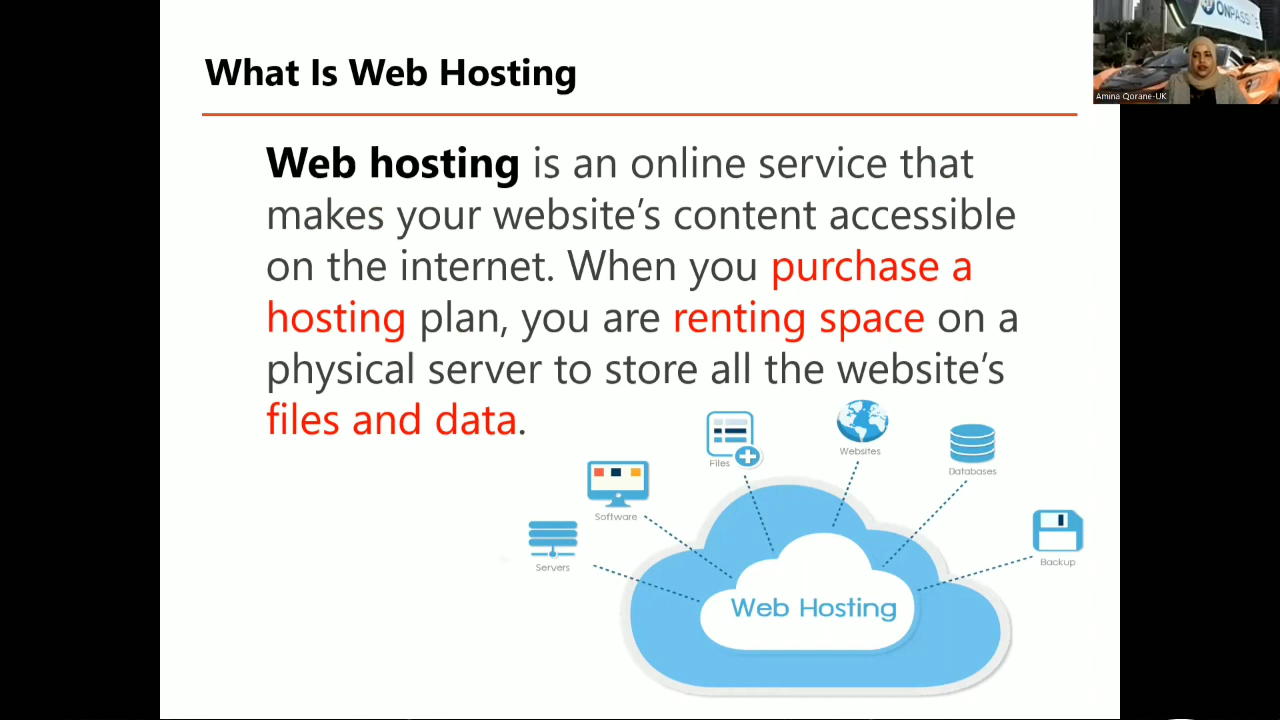 What Is Web Hosting
Web hosting is an online service that
makes your website’s content accessible
on the internet. When you purchase a
hosting plan, you are renting space on a
physical server to store all the website’s
files and data.
Files
Websites
Databases
Software
Servers
Backup
Web Hosting
ONPASSIVE
Amina Qorane-UK